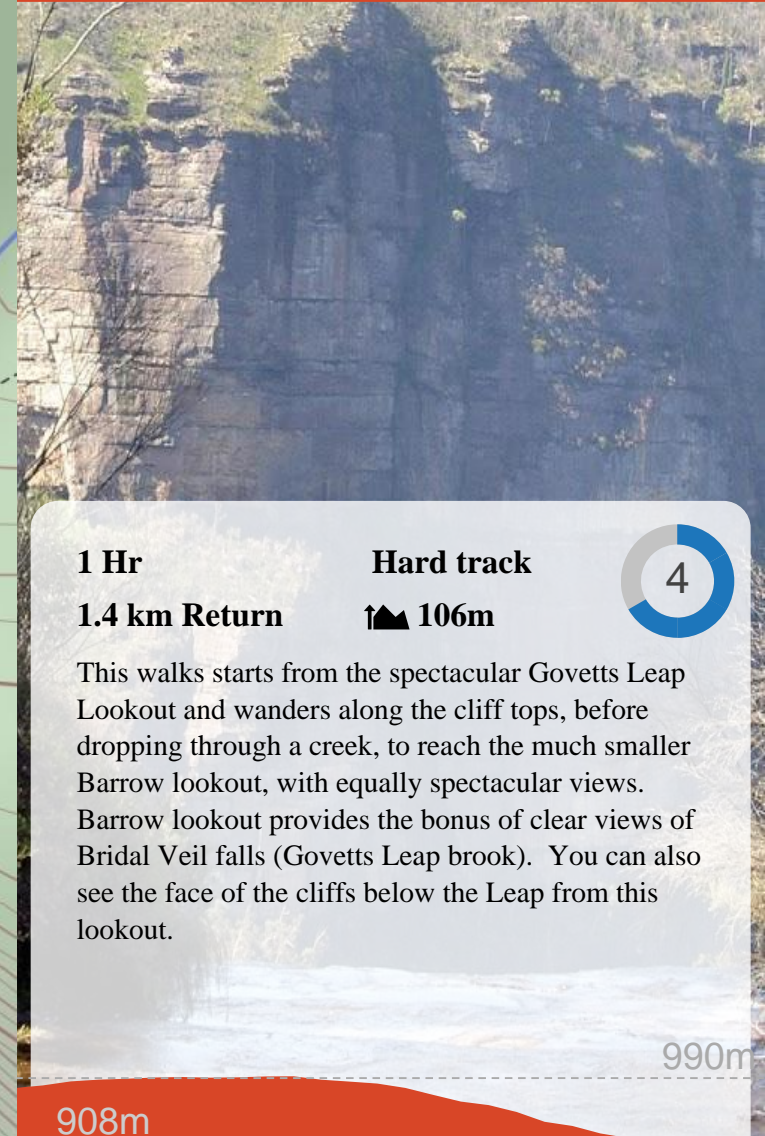 1 Hr Hard track 4
1.4 km Return 106m
This walks starts from the spectacular Govetts Leap
Lookout and wanders along the cliff tops, before
dropping through a creek, to reach the much smaller
Barrow lookout, with equally spectacular views.
Barrow lookout provides the bonus of clear views of
Bridal Veil falls (Govetts Leap brook).  You can also
see the face of the cliffs below the Leap from this
lookout.
990m
908m